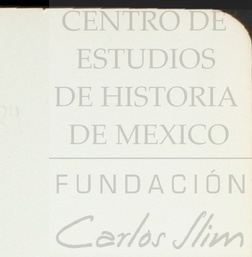 CENTRO DE
ESTUDIOS
DE HISTORIA
DE MEXICO
FUNDACIÓN
Carlos Slim